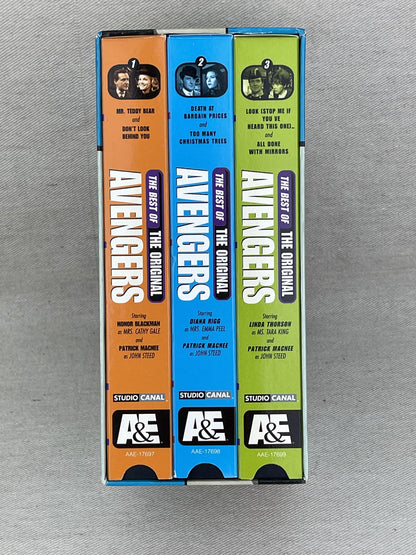 1
MR. TEDDY BEAR
and
DON'T LOOK
BEHIND YOU
THE BEST OF THE ORIGINAL
AVENGERS
Starring
HONOR BLACKMAN
as MRS. CATHY GALE
and
PATRICK MACNEE
as JOHN STEED
STUDIO CANAL
A&E
AAE-17697
2
DEATH AT
BARGAIN PRICES
and
TOO MANY
CHRISTMAS TREES
THE BEST OF THE ORIGINAL
AVENGERS
Starring
DIANA RIGG
as MRS. EMMA PEEL
and
PATRICK MACNEE
as JOHN STEED
STUDIO CANAL
A&E
AAE-17698
3
LOOK (STOP ME IF
YOU VE
HEARD THIS ONE)...
and
ALL DONE
WITH MIRRORS
THE BEST OF THE ORIGINAL
AVENGERS
Starring
LINDA THORSON
as MS. TARA KING
and
PATRICK MACNEE
as JOHN STEED
STUDIO CANAL
A&E
AAE-17699